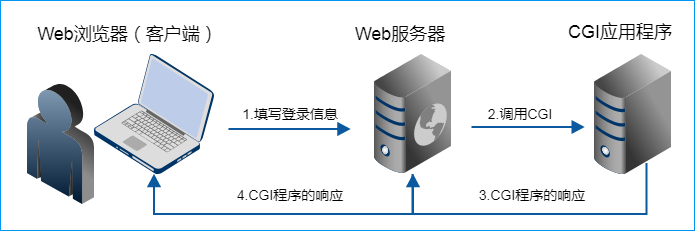 Web浏览器（客户端）
Web服务器
CGI应用程序
1.填写登录信息
2.调用CGI
4.CGI程序的响应
3.CGI程序的响应